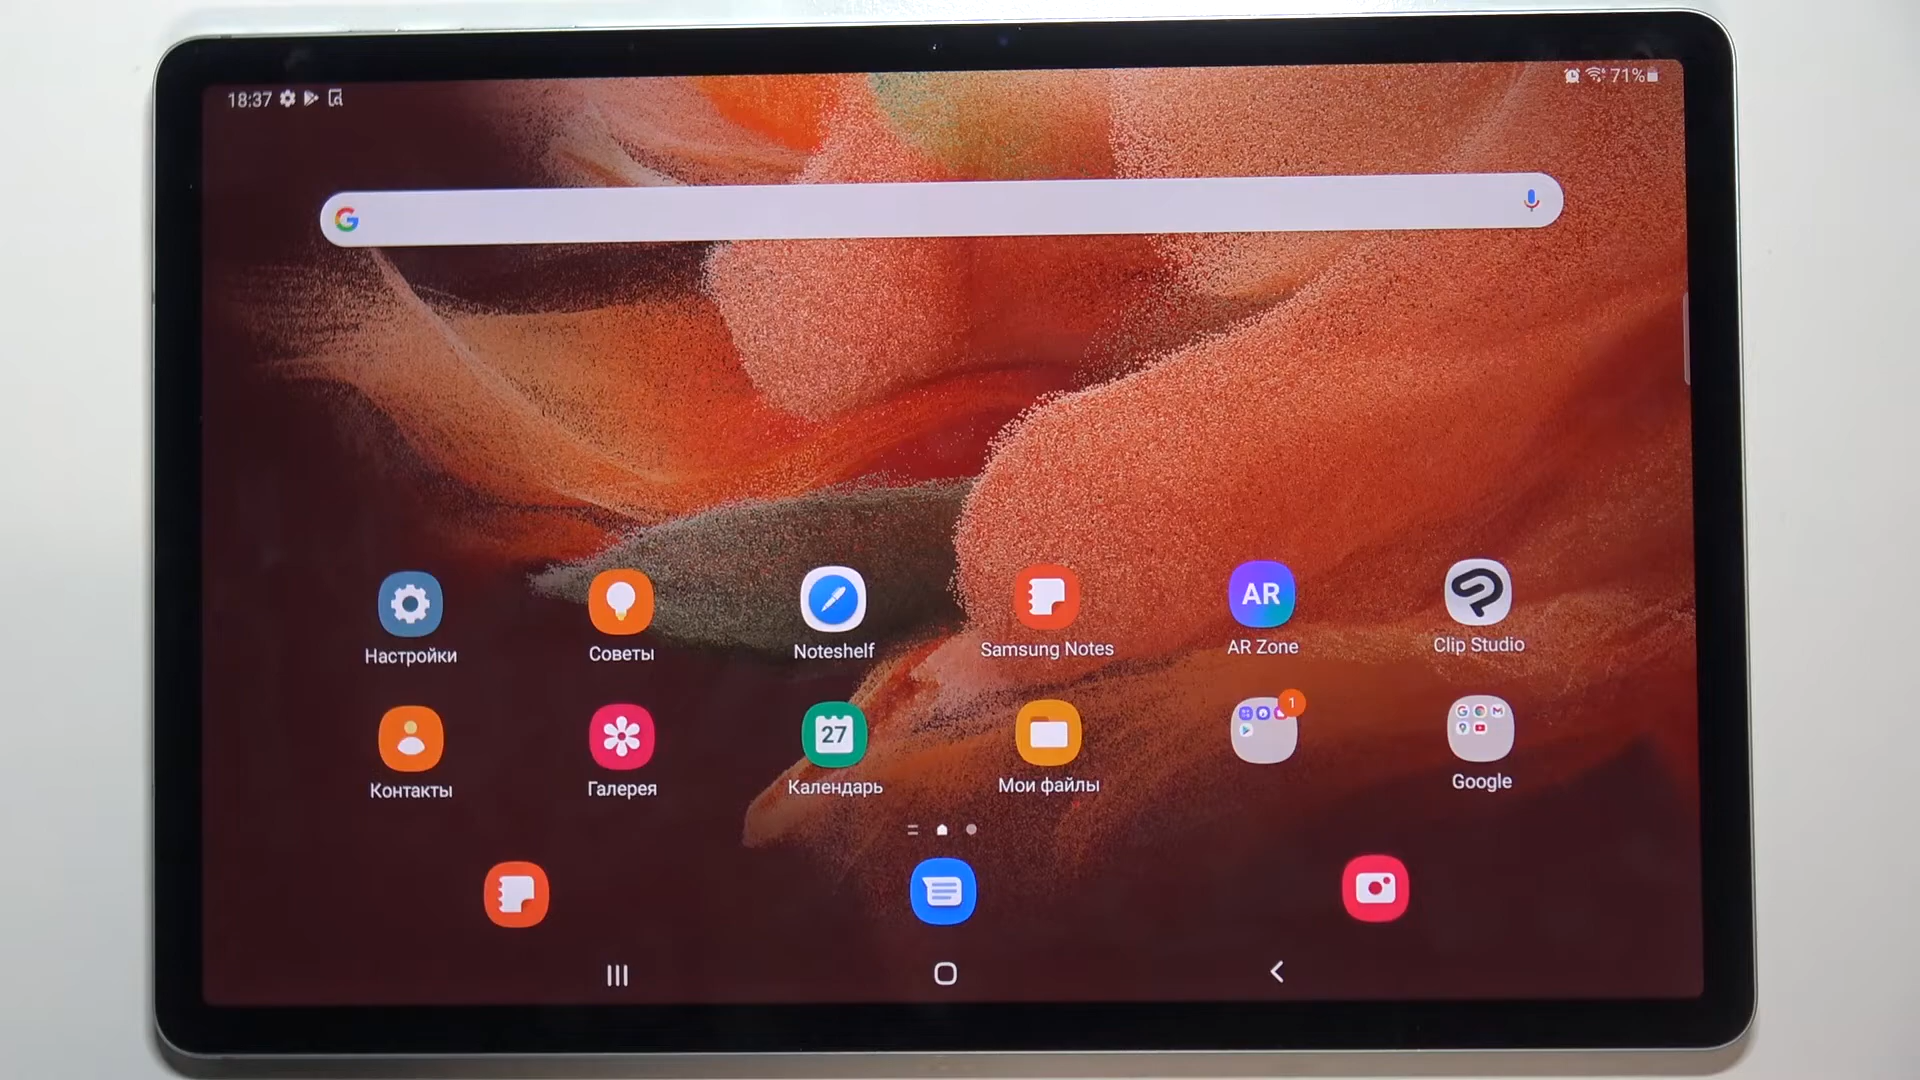 18:37
71%
Настройки
Советы
Noteshelf
Samsung Notes
AR
AR Zone
Clip Studio
Контакты
Галерея
27
Календарь
Мои файлы
1
Google